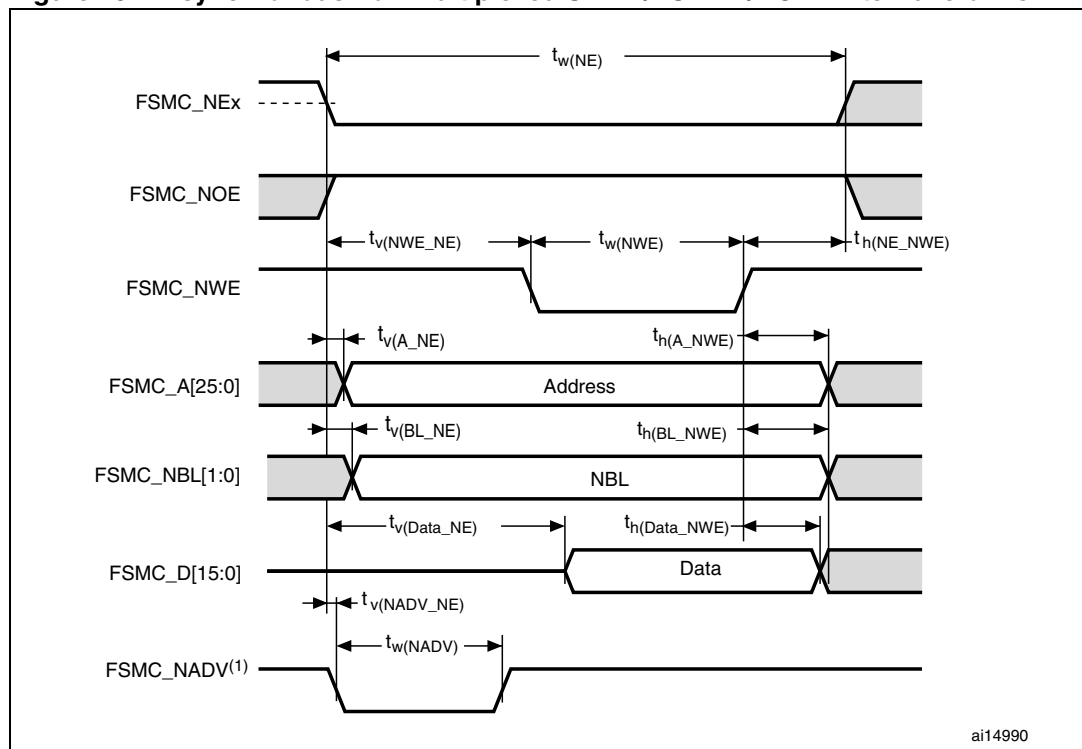 tw(NE)
FSMC_NEx
FSMC_NOE
tv(NWE_NE) tw(NWE) th(NE_NWE)
FSMC_NWE
tv(A_NE) th(A_NWE)
FSMC_A[25:0] Address
tv(BL_NE) th(BL_NWE)
FSMC_NBL[1:0] NBL
tv(Data_NE) th(Data_NWE)
FSMC_D[15:0] Data
tv(NADV_NE)
tw(NADV)
FSMC_NADV(1)
ai14990